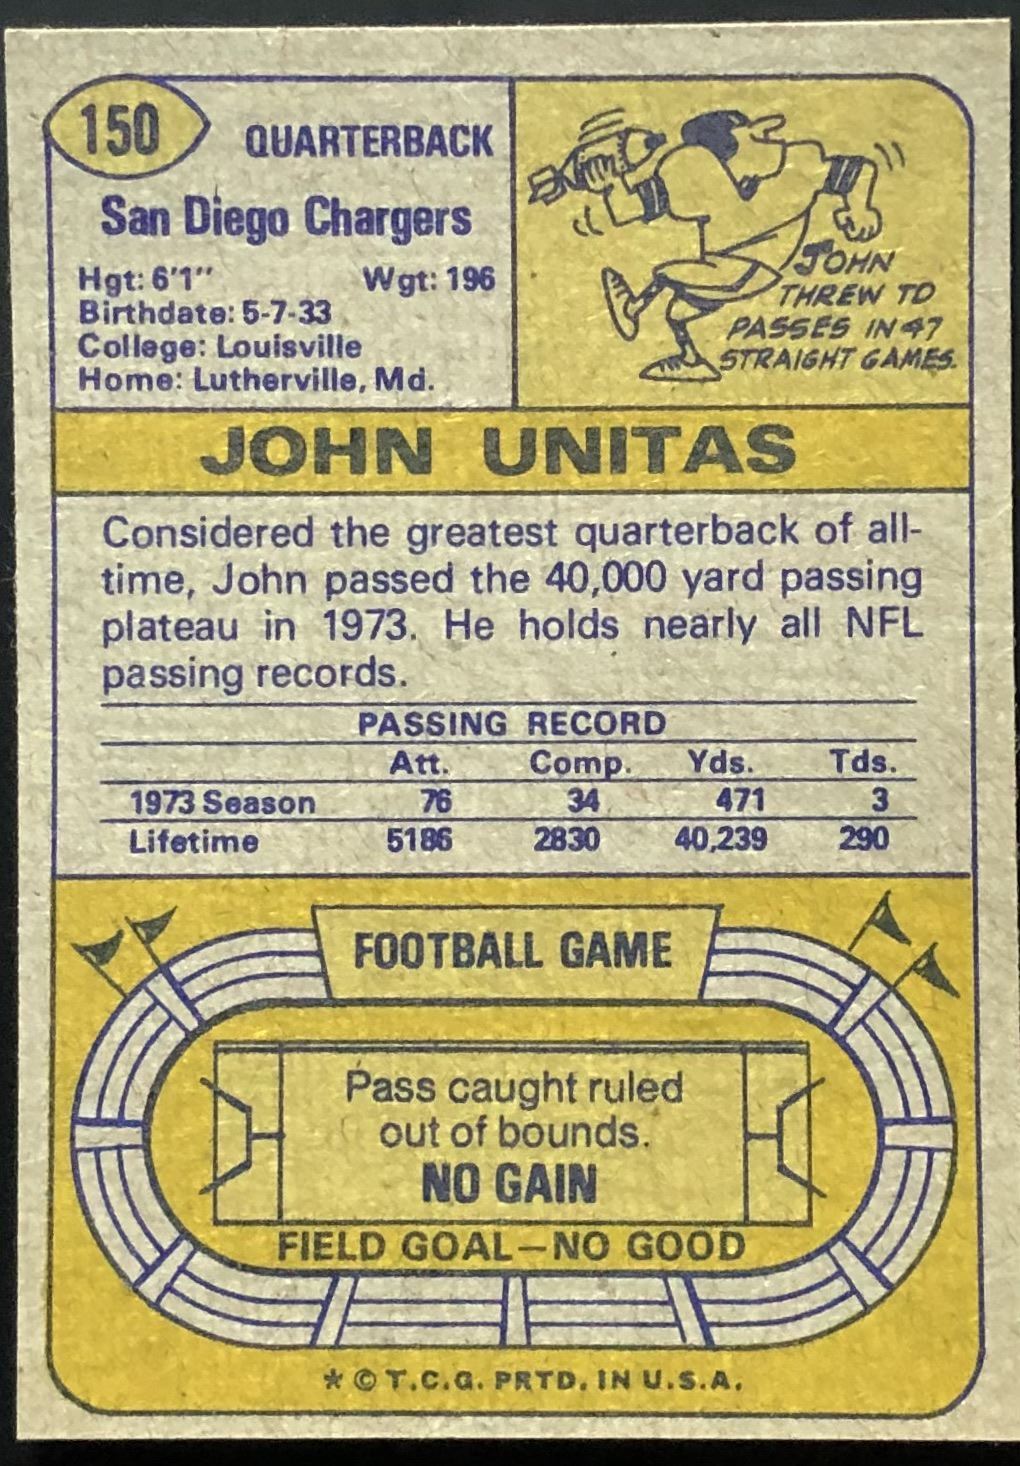 150
QUARTERBACK
San Diego Chargers
Hgt: 6'1" Wgt: 196
Birthdate: 5-7-33
College: Louisville
Home: Lutherville, Md.
JOHN
THREW TD
PASSES IN 47
STRAIGHT GAMES.
JOHN UNITAS
Considered the greatest quarterback of all-
time, John passed the 40,000 yard passing
plateau in 1973. He holds nearly all NFL
passing records.
PASSING RECORD
Att. Comp. Yds. Tds.
1973 Season 76 34 471 3
Lifetime 5186 2830 40,239 290
FOOTBALL GAME
Pass caught ruled
out of bounds.
NO GAIN
FIELD GOAL—NO GOOD
* © T.C.G. PRTD. IN U.S.A.